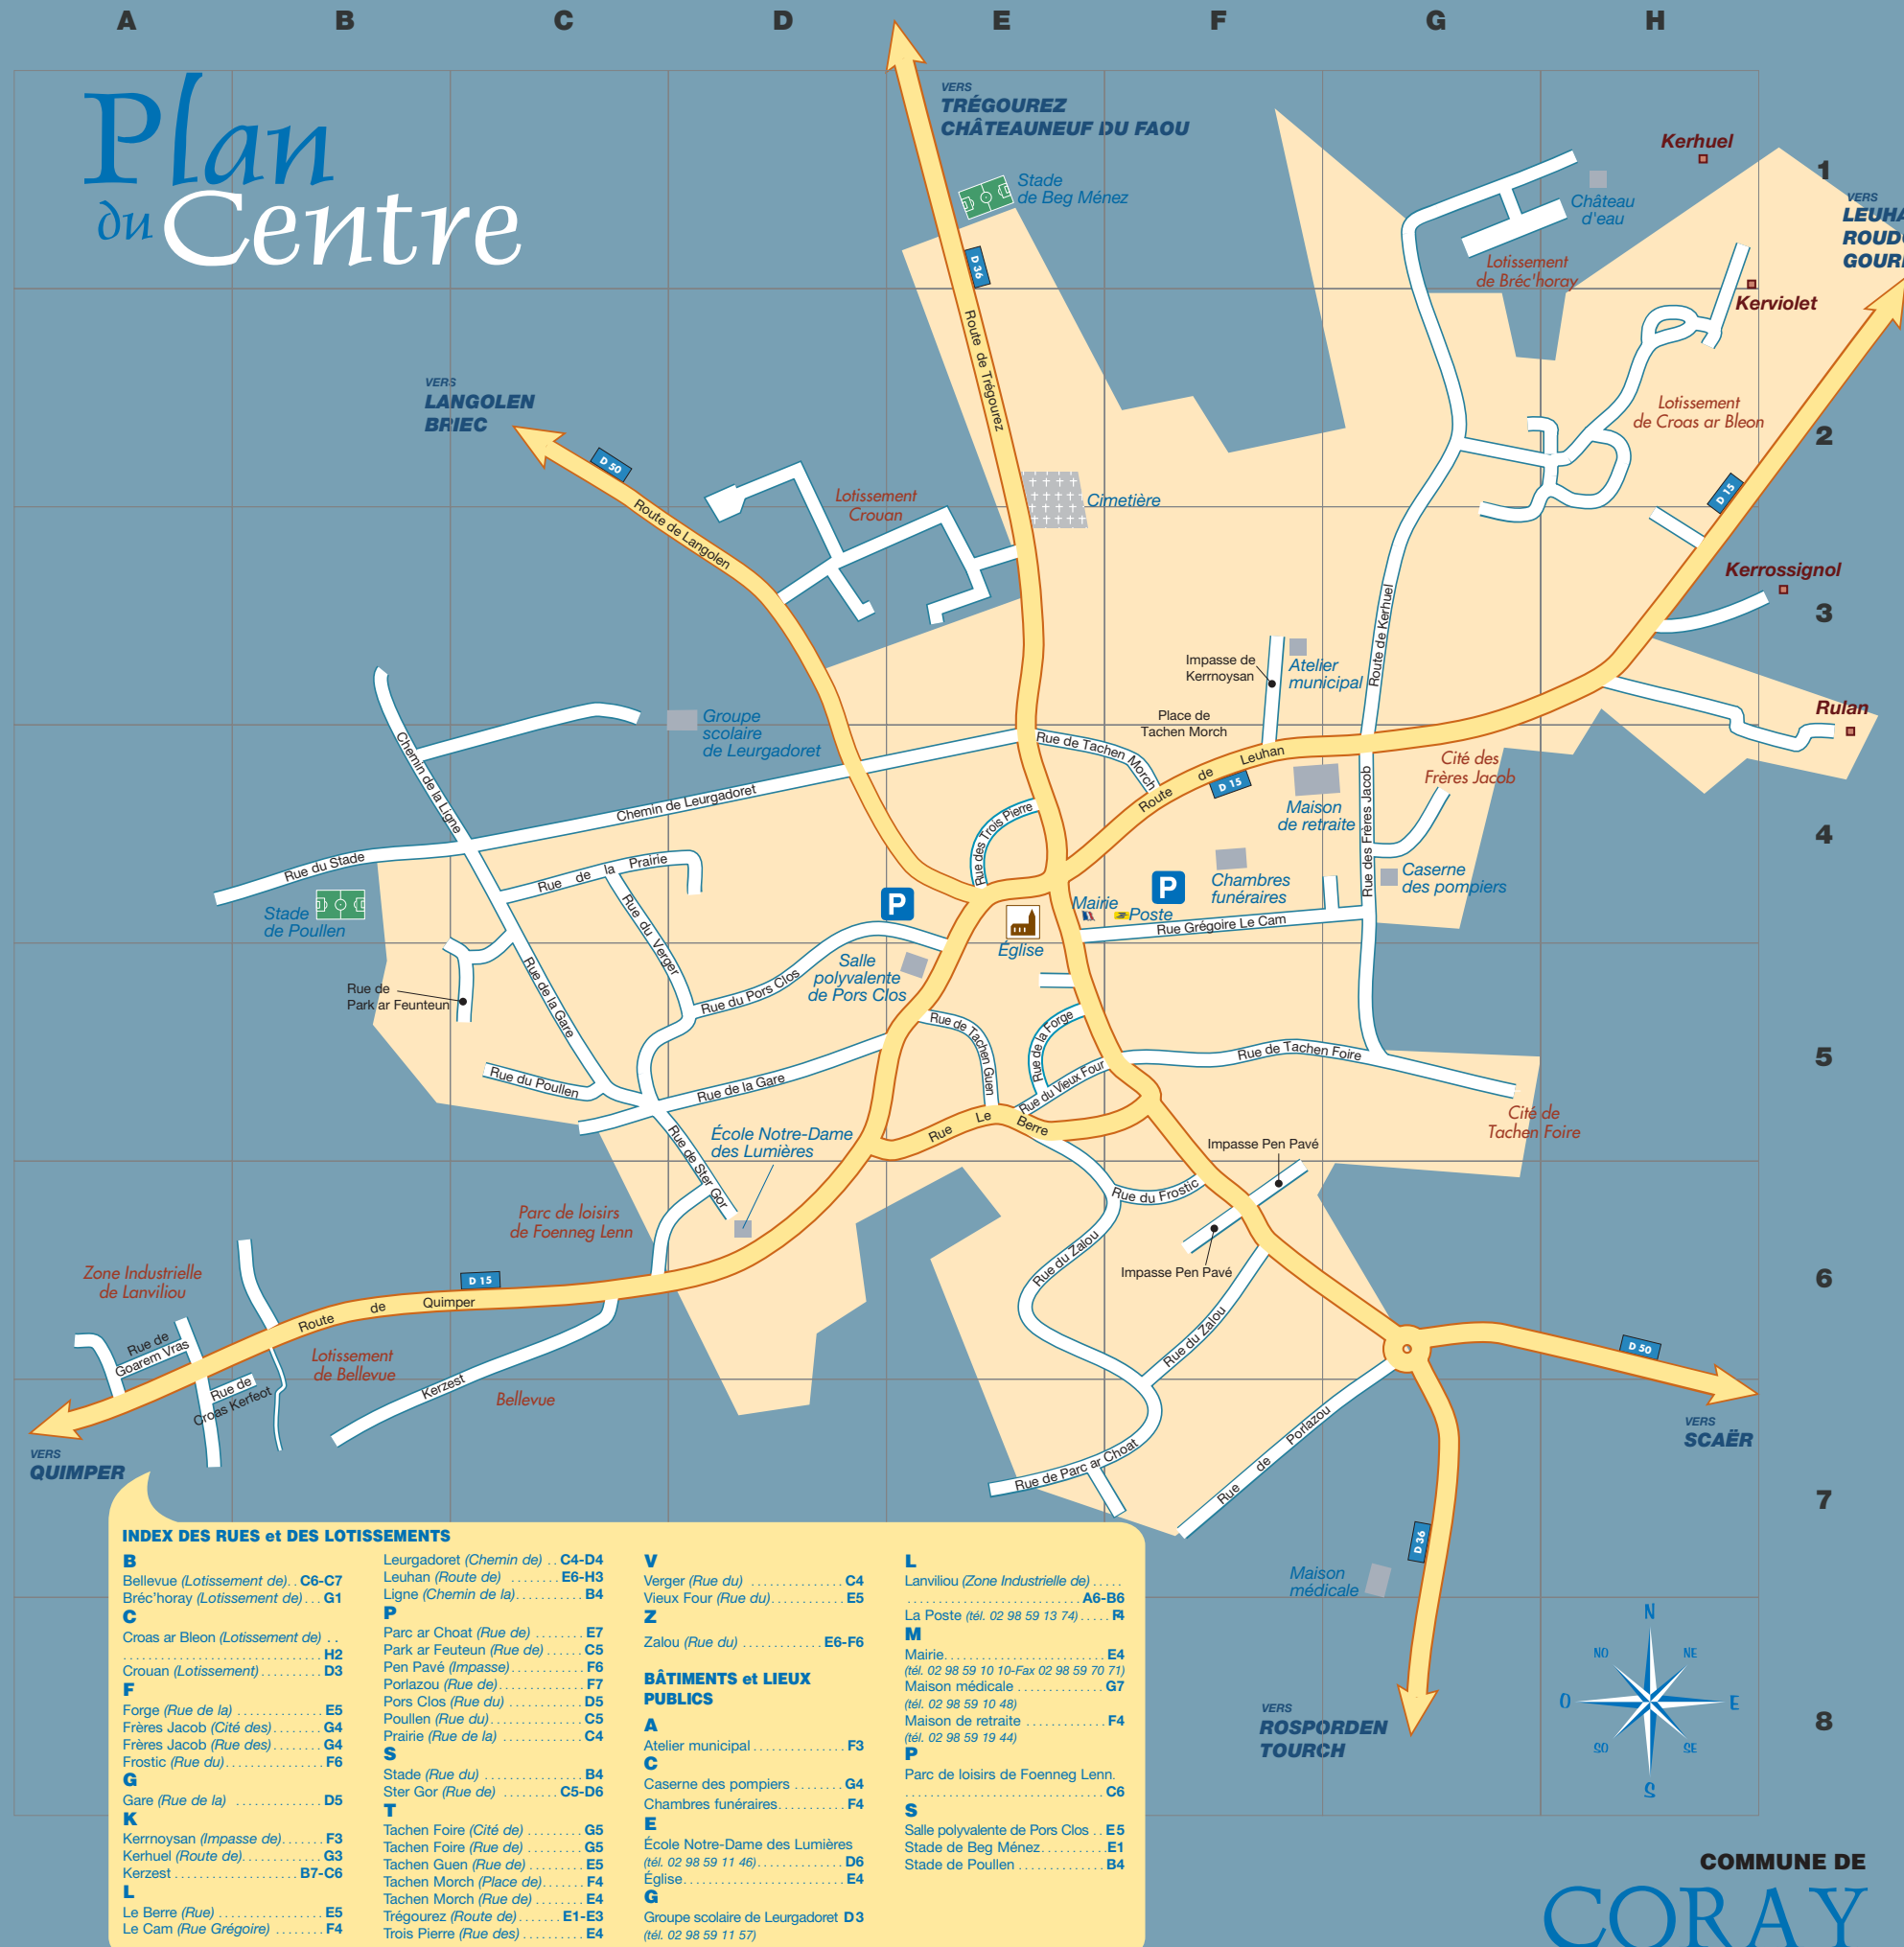 A B C D E F G H
Plan
du Centre
VERS
TRÉGOUREZ
CHÂTEAUNEUF DU FAOU
Stade
de Beg Ménez
D 36
Route de Trégourez
Kerhuel
1
Château
d'eau
VERS
Lotissement
de Bréc'horay
Kerviolet
VERS
LANGOLEN
BRIEC
D 50
Route de Langolen
Lotissement
Crouan
Cimetière
Lotissement
de Croas ar Bleon
2
D 15
Kerrossignol
3
Route de Kerhuel
Impasse de
Kerrnoysan
Atelier
municipal
Rulan
Place de
Tachen Morch
Groupe
scolaire
de Leurgadoret
Chemin de la Ligne
Rue de Tachen Morch
Route de Leuhan
D 15
Cité des
Frères Jacob
Chemin de Leurgadoret
Maison
de retraite
Rue des Frères Jacob
4
Rue des Trois Pierre
Rue du Stade
Rue de la Prairie
Stade
de Poullen
Rue du Verger
P
P
Chambres
funéraires
Caserne
des pompiers
Mairie
Poste
Rue Grégoire Le Cam
Église
Salle
polyvalente
de Pors Clos
Rue de
Park ar Feunteun
Rue de la Gare
Rue du Pors Clos
Rue de Tachen Guen
Rue de la Forge
Rue du Vieux Four
Rue de Tachen Foire
5
Rue du Poullen
Rue de la Gare
Rue Le Berre
Cité de
Tachen Foire
Rue de Ster Gor
École Notre-Dame
des Lumières
Impasse Pen Pavé
Rue du Frostic
Parc de loisirs
de Foenneg Lenn
Rue du Zalou
Impasse Pen Pavé
6
Zone Industrielle
de Lanviliou
D 15
Route de Quimper
Rue de
Goarem Vras
Lotissement
de Bellevue
Rue du Zalou
D 50
Rue de
Croas Kerfeot
Kerzest
Bellevue
VERS
SCAËR
VERS
QUIMPER
Rue de Porlazou
Rue de Parc ar Choat
7
D 36
Maison
médicale
N
NO NE
O E
SO SE
S
VERS
ROSPORDEN
TOURCH
8
INDEX DES RUES et DES LOTISSEMENTS
B
Bellevue (Lotissement de).. C6-C7
Bréc'horay (Lotissement de)... G1
C
Croas ar Bleon (Lotissement de) ..
................................ H2
Crouan (Lotissement).......... D3
F
Forge (Rue de la) ............. E5
Frères Jacob (Cité des)........ G4
Frères Jacob (Rue des)........ G4
Frostic (Rue du)................ F6
G
Gare (Rue de la) .............. D5
K
Kerrnoysan (Impasse de)....... F3
Kerhuel (Route de)............. G3
Kerzest .................... B7-C6
L
Le Berre (Rue) ................. E5
Le Cam (Rue Grégoire) ........ F4
Leurgadoret (Chemin de) .. C4-D4
Leuhan (Route de) ....... E6-H3
Ligne (Chemin de la)........... B4
P
Parc ar Choat (Rue de) ........ E7
Park ar Feuteun (Rue de) ...... C5
Pen Pavé (Impasse)............ F6
Porlazou (Rue de).............. F7
Pors Clos (Rue du) ............ D5
Poullen (Rue du)............... C5
Prairie (Rue de la) ............. C4
S
Stade (Rue du) ................ B4
Ster Gor (Rue de) ......... C5-D6
T
Tachen Foire (Cité de) ......... G5
Tachen Foire (Rue de) ......... G5
Tachen Guen (Rue de) ......... E5
Tachen Morch (Place de)....... F4
Tachen Morch (Rue de) ........ E4
Trégourez (Route de)....... E1-E3
Trois Pierre (Rue des) .......... E4
V
Verger (Rue du) ............... C4
Vieux Four (Rue du)............ E5
Z
Zalou (Rue du) ............. E6-F6
BÂTIMENTS et LIEUX
PUBLICS
A
Atelier municipal............... F3
C
Caserne des pompiers ........ G4
Chambres funéraires........... F4
E
École Notre-Dame des Lumières
(tél. 02 98 59 11 46).............. D6
Église.......................... E4
G
Groupe scolaire de Leurgadoret D3
(tél. 02 98 59 11 57)
L
Lanviliou (Zone Industrielle de) .....
............................ A6-B6
La Poste (tél. 02 98 59 13 74)..... F4
M
Mairie.......................... E4
(tél. 02 98 59 10 10-Fax 02 98 59 70 71)
Maison médicale .............. G7
(tél. 02 98 59 10 48)
Maison de retraite ............. F4
(tél. 02 98 59 19 44)
P
Parc de loisirs de Foenneg Lenn.
................................ C6
S
Salle polyvalente de Pors Clos .. E5
Stade de Beg Ménez........... E1
Stade de Poullen .............. B4
COMMUNE DE
CORAY